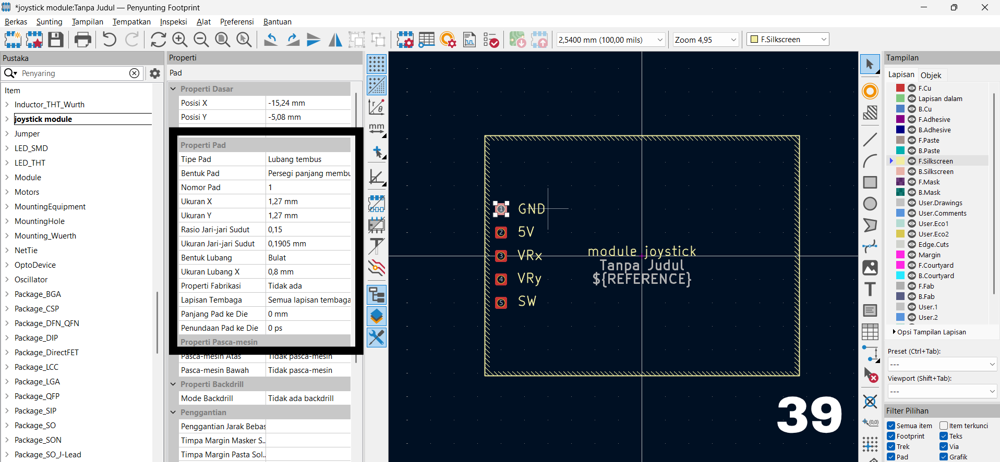 *joystick module:Tanpa Judul — Penyunting Footprint
Berkas Sunting Tampilan Tempatkan Inspeksi Alat Preferensi Bantuan
2,5400 mm (100,00 mils) Zoom 4,95 F.Silkscreen
Pustaka
Penyaring
Item
Inductor_THT_Wurth
joystick module
Jumper
LED_SMD
LED_THT
Module
Motors
MountingEquipment
MountingHole
Mounting_Wuerth
NetTie
OptoDevice
Oscillator
Package_BGA
Package_CSP
Package_DFN_QFN
Package_DIP
Package_DirectFET
Package_LCC
Package_LGA
Package_QFP
Package_SIP
Package_SO
Package_SON
Package_SO_J-Lead
Properti
Pad
Properti Dasar
Posisi X -15,24 mm
Posisi Y -5,08 mm
Properti Pad
Tipe Pad Lubang tembus
Bentuk Pad Persegi panjang membu
Nomor Pad 1
Ukuran X 1,27 mm
Ukuran Y 1,27 mm
Rasio Jari-jari Sudut 0,15
Ukuran Jari-jari Sudut 0,1905 mm
Bentuk Lubang Bulat
Ukuran Lubang X 0,8 mm
Properti Fabrikasi Tidak ada
Lapisan Tembaga Semua lapisan tembaga
Panjang Pad ke Die 0 mm
Penundaan Pad ke Die 0 ps
Properti Pasca-mesin
Pasca-mesin Atas Tidak pasca-mesin
Pasca-mesin Bawah Tidak pasca-mesin
Properti Backdrill
Mode Backdrill Tidak ada backdrill
Penggantian
Penggantian Jarak Bebas
Timpa Margin Masker S..
Timpa Margin Pasta Sol..
mm
1 GND
2 5V
3 VRx
4 VRy
5 SW
module joystick
Tanpa Judul
${REFERENCE}
39
(0,0)
Tampilan
Lapisan Objek
F.Cu
Lapisan dalam
B.Cu
F.Adhesive
B.Adhesive
F.Paste
B.Paste
F.Silkscreen
B.Silkscreen
F.Mask
B.Mask
User.Drawings
User.Comments
User.Eco1
User.Eco2
Edge.Cuts
Margin
F.Courtyard
B.Courtyard
F.Fab
B.Fab
User.1
User.2
Opsi Tampilan Lapisan
Preset (Ctrl+Tab):
---
Viewport (Shift+Tab):
---
Filter Pilihan
Semua item Item terkunci
Footprint Teks
Trek Via
Pad Grafik